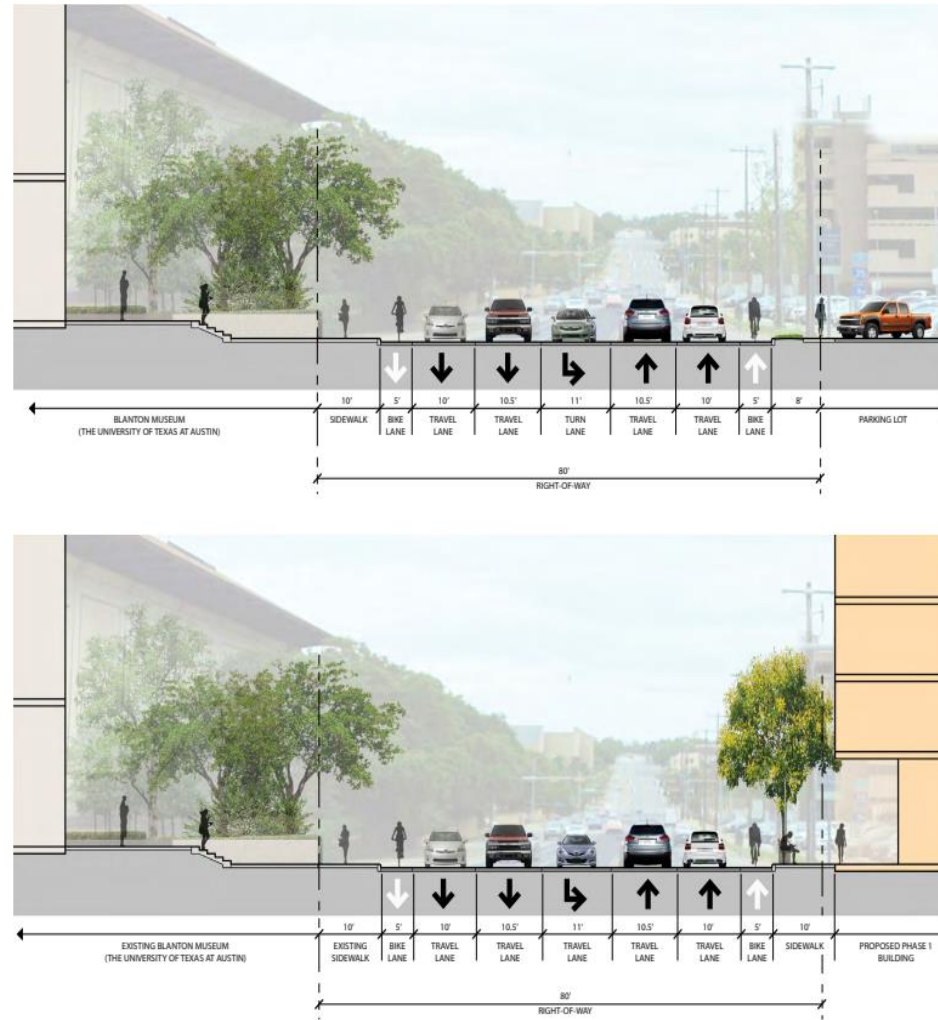 10'
5'
10'
10.5'
11'
10.5'
10'
5'
8'
BLANTON MUSEUM
(THE UNIVERSITY OF TEXAS AT AUSTIN)
SIDEWALK
BIKE
LANE
TRAVEL
LANE
TRAVEL
LANE
TURN
LANE
TRAVEL
LANE
TRAVEL
LANE
BIKE
LANE
PARKING LOT
80'
RIGHT-OF-WAY
10'
5'
10'
10.5'
11'
10.5'
10'
5'
10'
EXISTING BLANTON MUSEUM
(THE UNIVERSITY OF TEXAS AT AUSTIN)
EXISTING
SIDEWALK
BIKE
LANE
TRAVEL
LANE
TRAVEL
LANE
TRAVEL
LANE
TRAVEL
LANE
TRAVEL
LANE
BIKE
LANE
SIDEWALK
PROPOSED PHASE 1
BUILDING
80'
RIGHT-OF-WAY